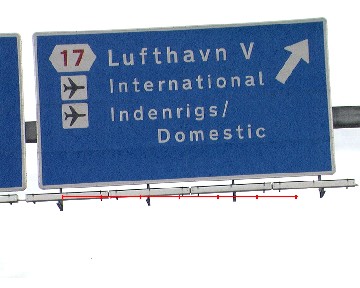 17 Lufthavn V
International
Indenrigs/
Domestic